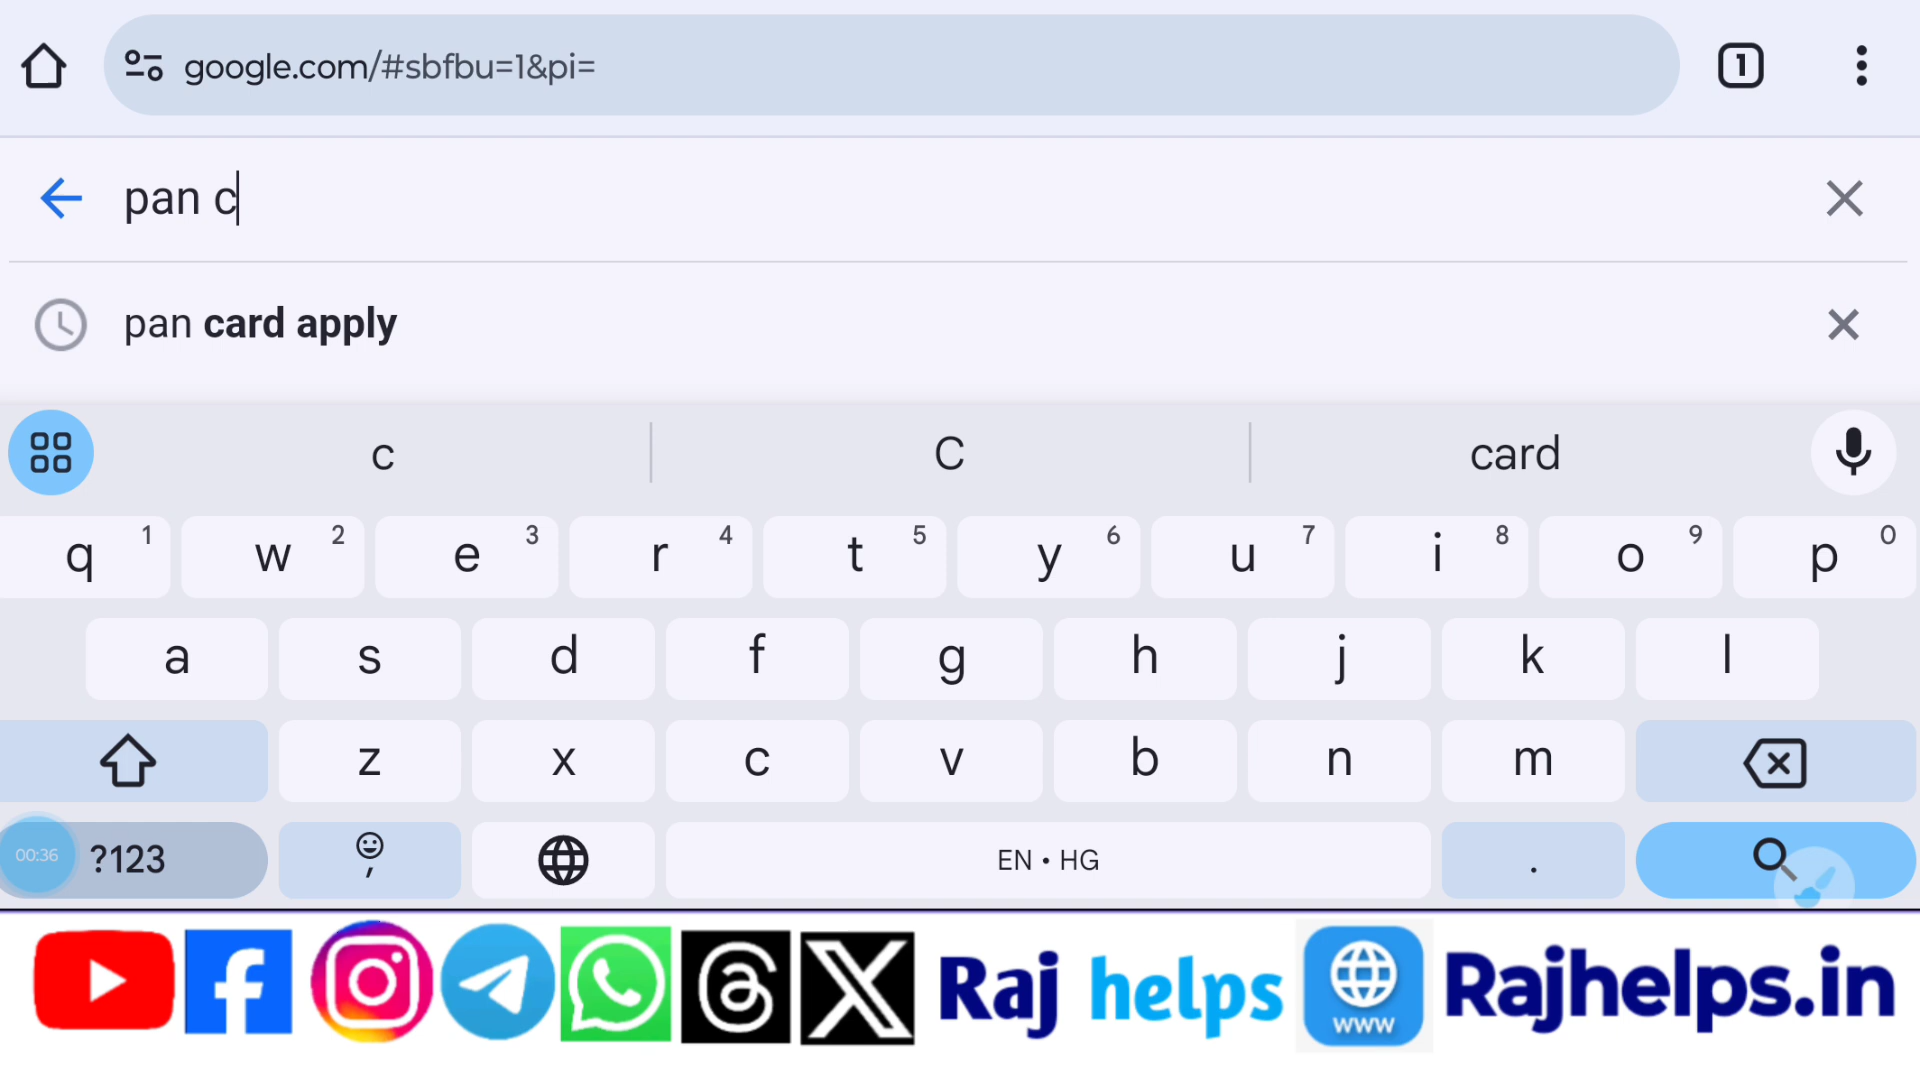 1
google.com/#sbfbu=1&pi=
pan c
pan card apply
c C card
q 1 w 2 e 3 r 4 t 5 y 6 u 7 i 8 o 9 p 0
a s d f g h j k l
z x c v b n m
00:36 ?123 , EN • HG .
Raj helps www Rajhelps.in